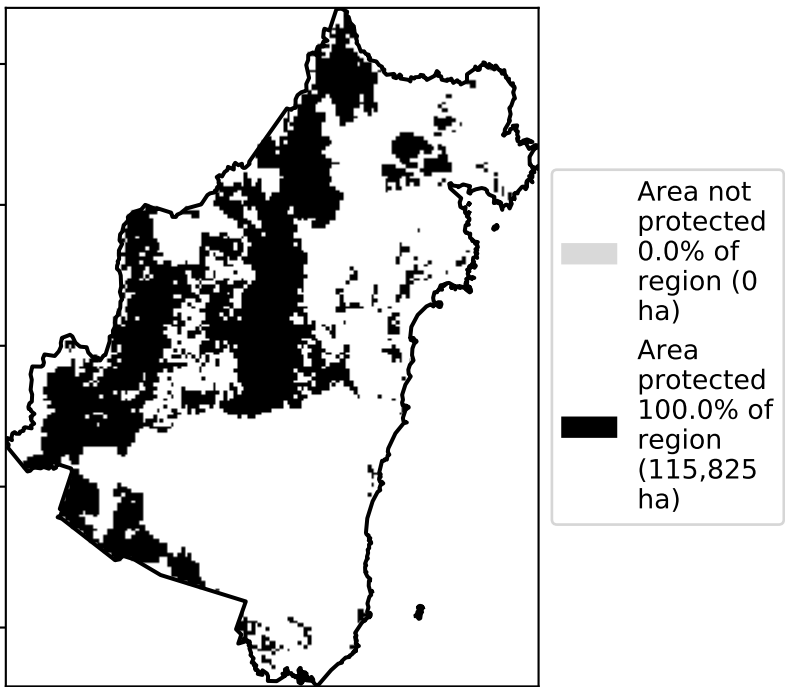 Area not
protected
0.0% of
region (0
ha)
Area
protected
100.0% of
region
(115,825
ha)